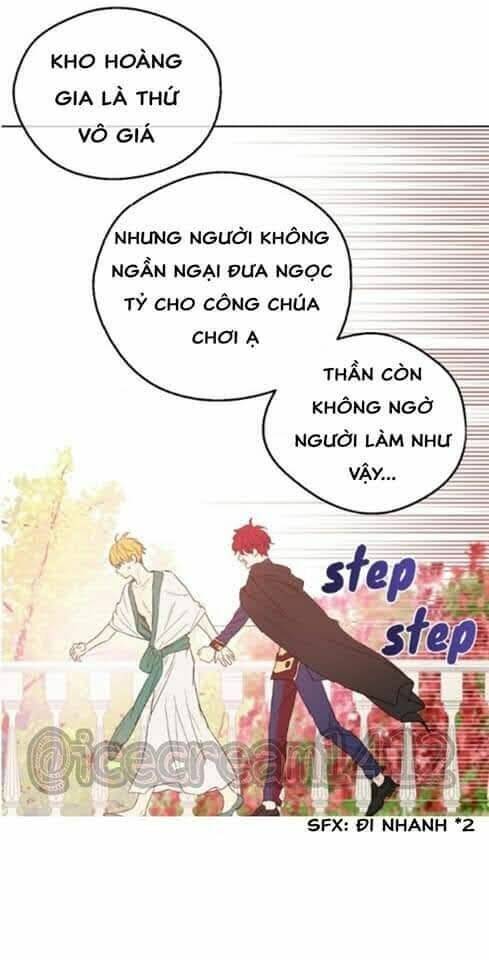 KHO HOÀNG
GIA LÀ THỨ
VÔ GIÁ
NHƯNG NGƯỜI KHÔNG
NGẦN NGẠI ĐƯA NGỌC
TỶ CHO CÔNG CHÚA
CHƠI Ạ
THẦN CÒN
KHÔNG NGỜ
NGƯỜI LÀM NHƯ
VẬY...
step
step
@icecream1412
SFX: ĐI NHANH *2